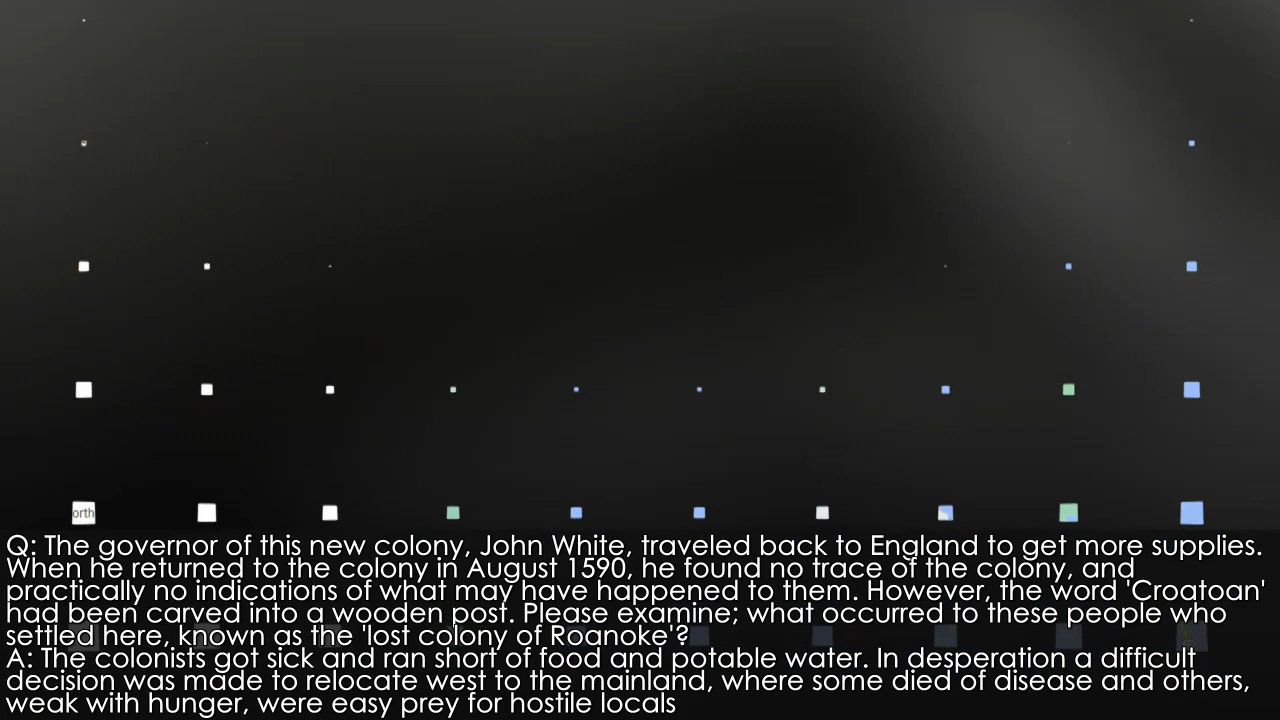 orth
Q: The governor of this new colony, John White, traveled back to England to get more supplies.
When he returned to the colony in August 1590, he found no trace of the colony, and
practically no indications of what may have happened to them. However, the word 'Croatoan'
had been carved into a wooden post. Please examine; what occurred to these people who
settled here, known as the 'lost colony of Roanoke'?
A: The colonists got sick and ran short of food and potable water. In desperation a difficult
decision was made to relocate west to the mainland, where some died of disease and others,
weak with hunger, were easy prey for hostile locals